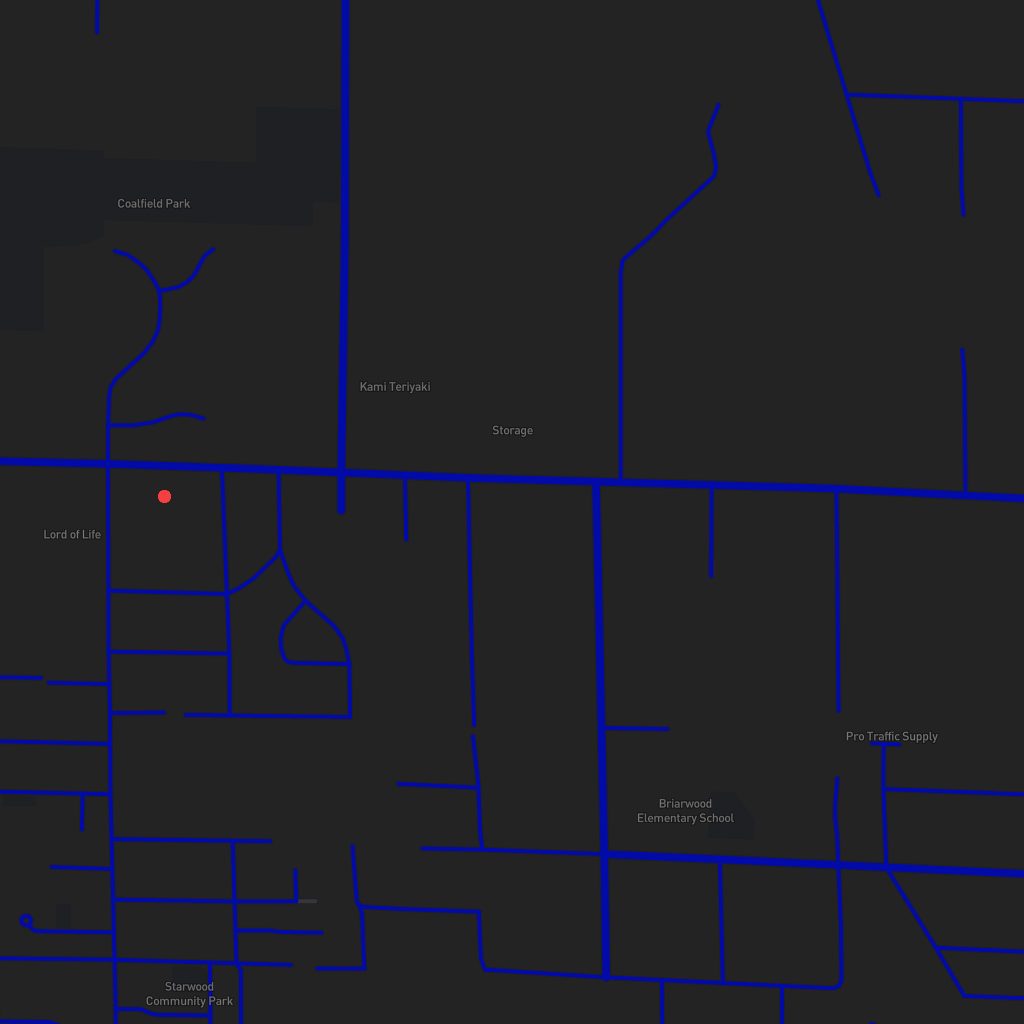 Coalfield Park
Kami Teriyaki
Storage
Lord of Life
Pro Traffic Supply
Briarwood
Elementary School
Starwood
Community Park